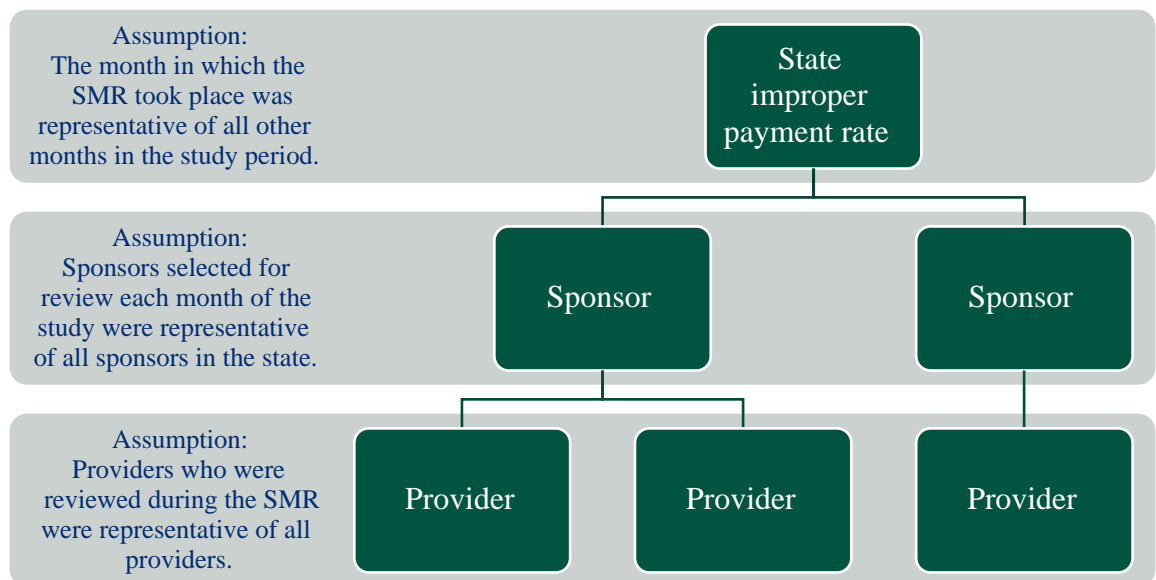 Assumption:
The month in which the
SMR took place was
representative of all other
months in the study period.
State
improper
payment rate
Assumption:
Sponsors selected for
review each month of the
study were representative
of all sponsors in the state.
Sponsor
Sponsor
Assumption:
Providers who were
reviewed during the SMR
were representative of all
providers.
Provider
Provider
Provider